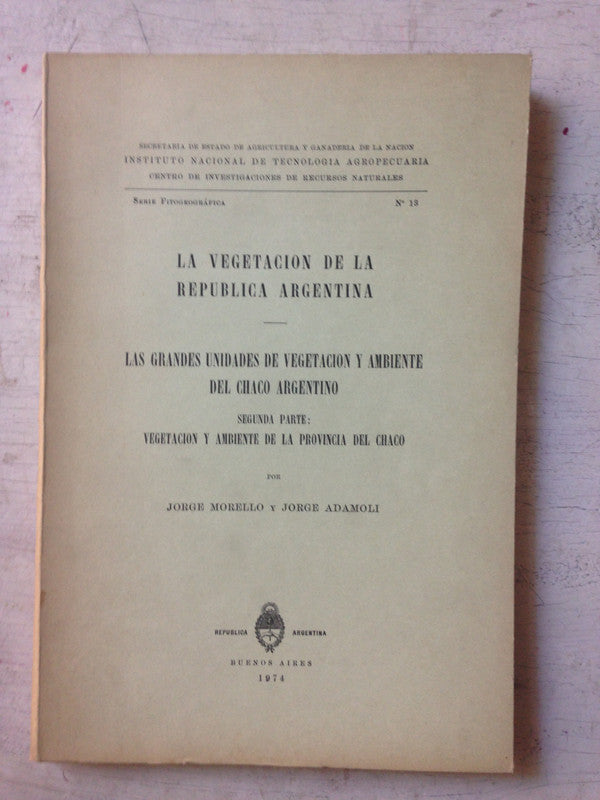 SECRETARIA DE ESTADO DE AGRICULTURA Y GANADERIA DE LA NACION
INSTITUTO NACIONAL DE TECNOLOGIA AGROPECUARIA
CENTRO DE INVESTIGACIONES DE RECURSOS NATURALES
SERIE FITOGEOGRÁFICA Nº 13
LA VEGETACION DE LA
REPUBLICA ARGENTINA
LAS GRANDES UNIDADES DE VEGETACION Y AMBIENTE
DEL CHACO ARGENTINO
SEGUNDA PARTE:
VEGETACION Y AMBIENTE DE LA PROVINCIA DEL CHACO
POR
JORGE MORELLO Y JORGE ADAMOLI
REPUBLICA ARGENTINA
BUENOS AIRES
1974